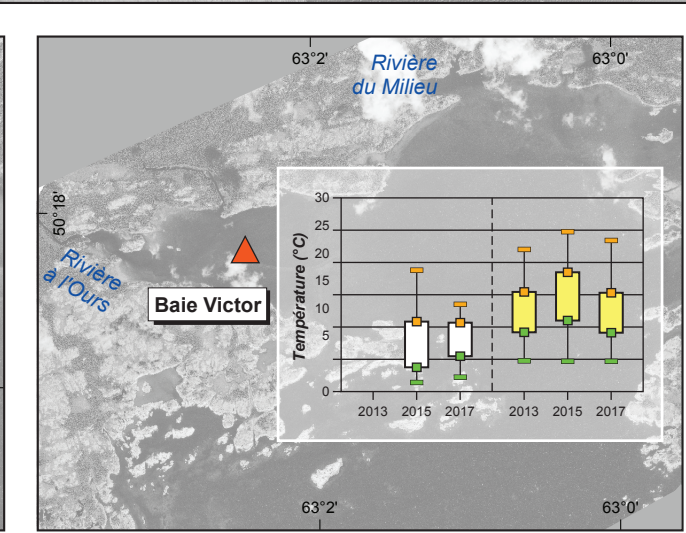 63°2'
63°0'
Rivière
du Milieu
50°18'
Rivière
à l'Ours
Baie Victor
Température (°C)
30
25
20
15
10
5
0
2013 2015 2017 2013 2015 2017
63°2'
63°0'